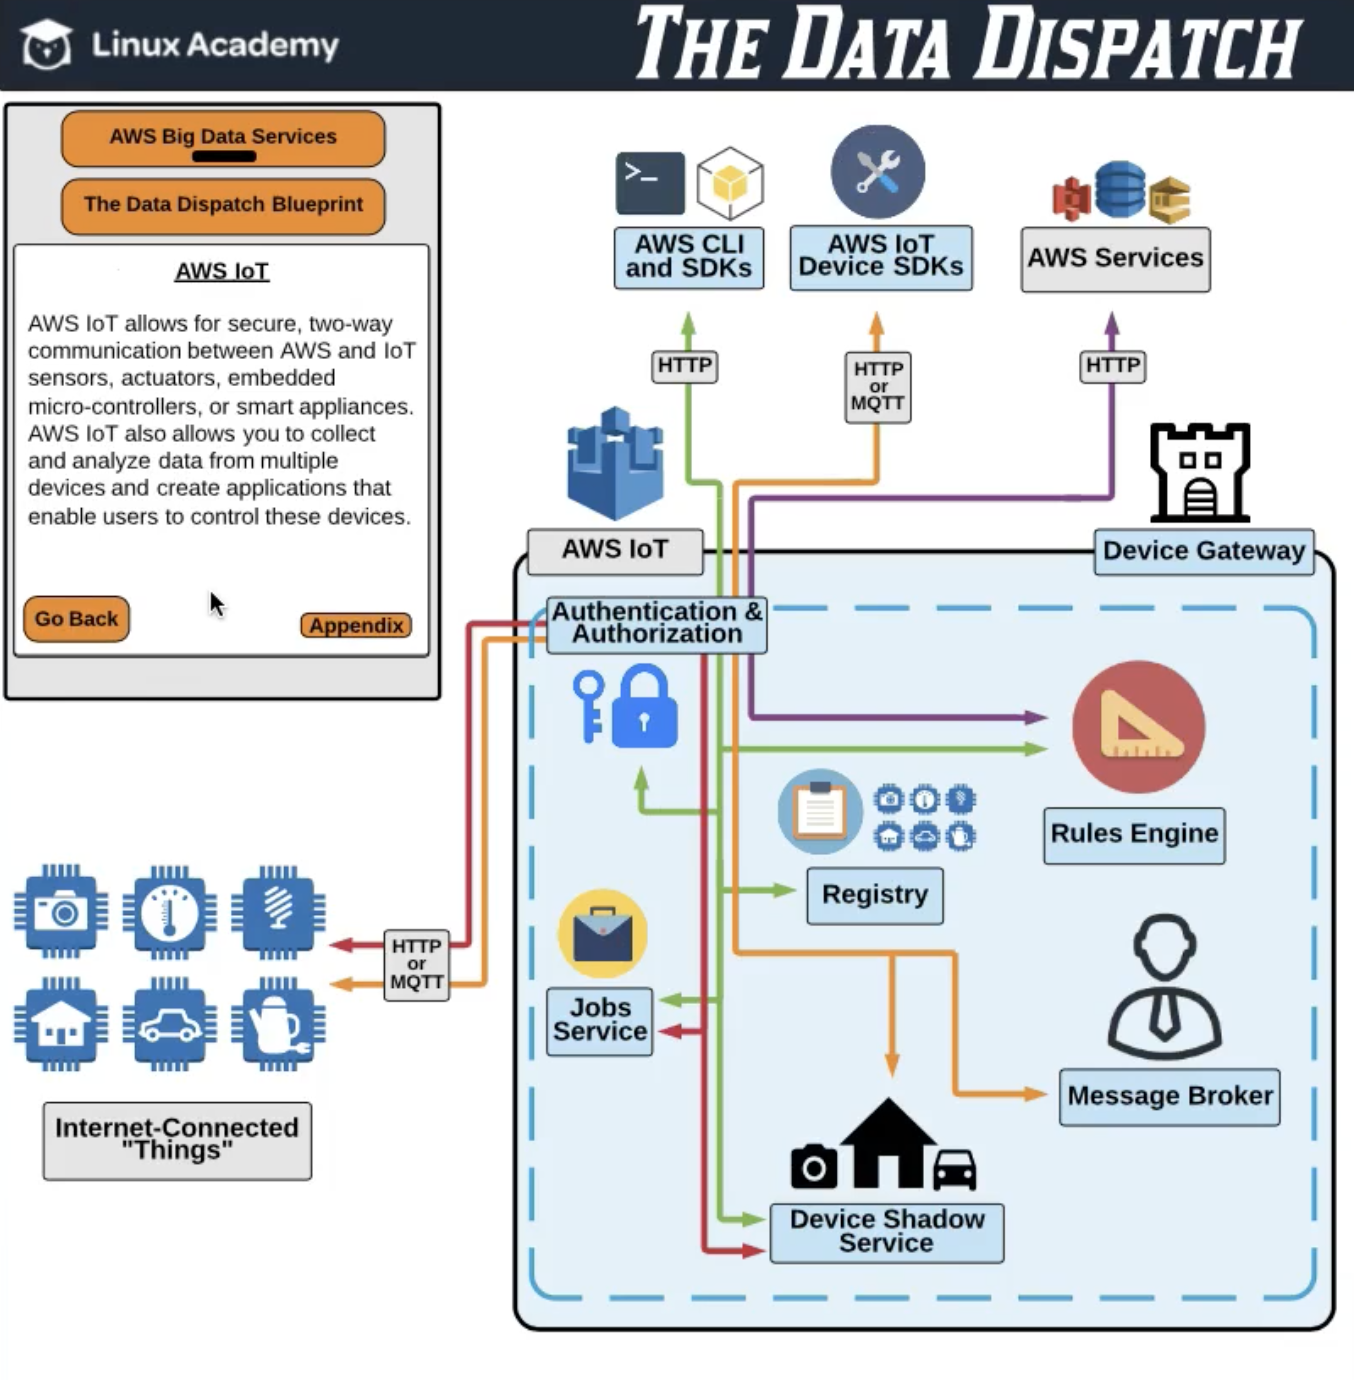 Linux Academy
THE DATA DISPATCH
AWS Big Data Services
The Data Dispatch Blueprint
AWS IoT
AWS IoT allows for secure, two-way
communication between AWS and IoT
sensors, actuators, embedded
micro-controllers, or smart appliances.
AWS IoT also allows you to collect
and analyze data from multiple
devices and create applications that
enable users to control these devices.
Go Back
Appendix
>_
AWS CLI
and SDKs
AWS IoT
Device SDKs
AWS Services
HTTP
HTTP
or
MQTT
HTTP
AWS IoT
Device Gateway
Authentication &
Authorization
Rules Engine
Registry
HTTP
or
MQTT
Jobs
Service
Message Broker
Internet-Connected
"Things"
Device Shadow
Service